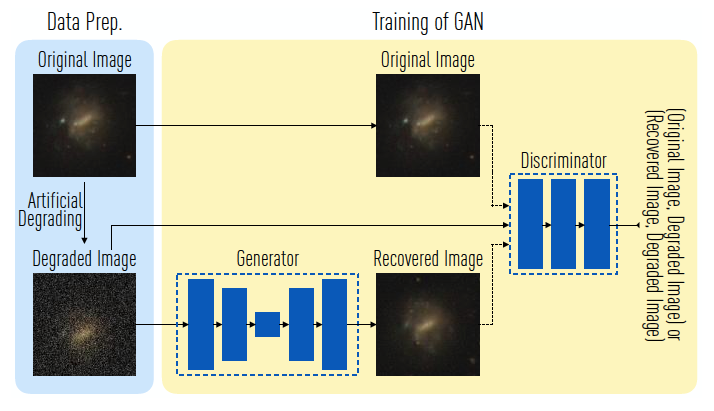 Data Prep.
Training of GAN
Original Image
Original Image
Artificial
Degrading
Degraded Image
Generator
Recovered Image
Discriminator
(Original Image, Degraded Image) or
(Recovered Image, Degraded Image)